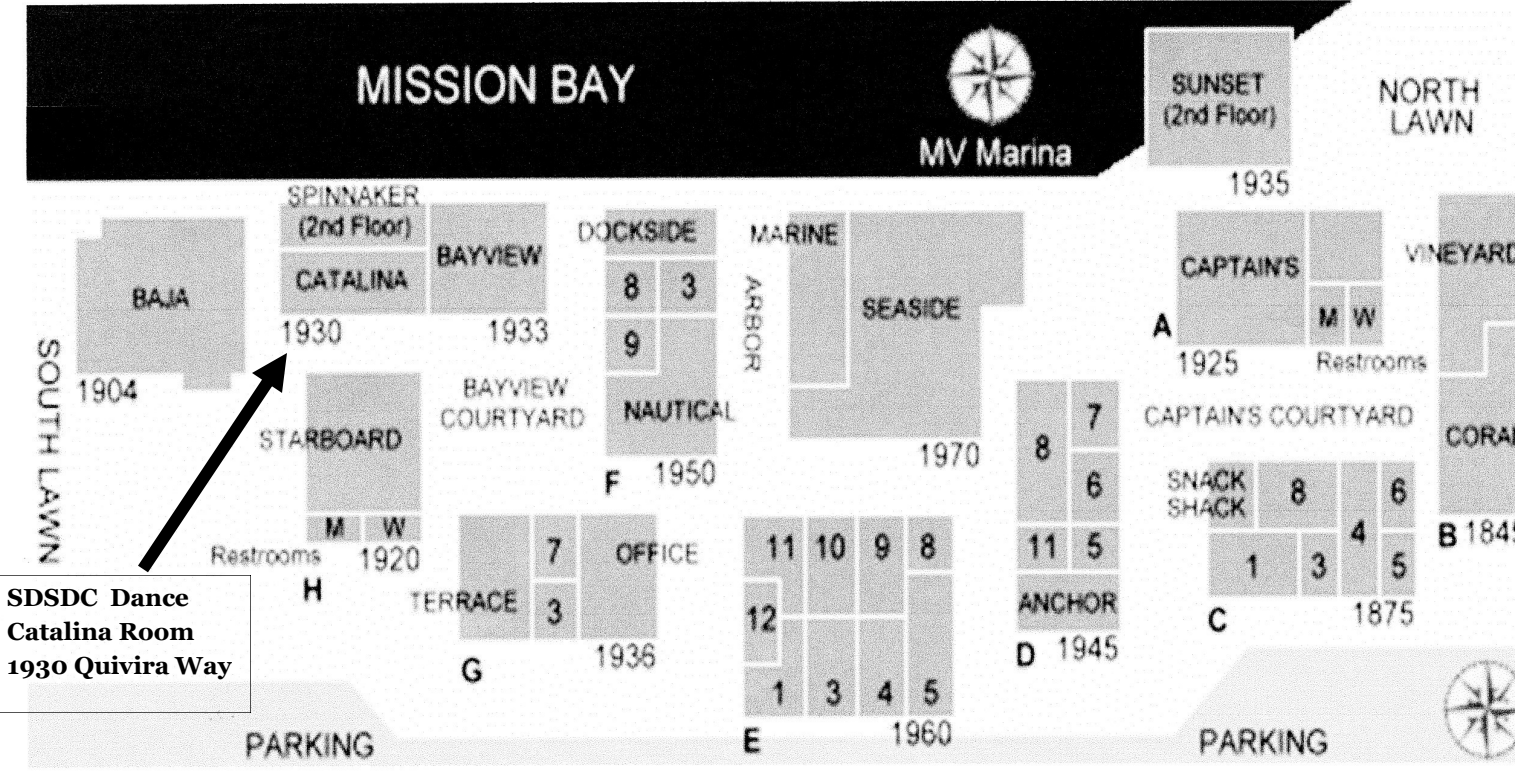 MISSION BAY
MV Marina
SUNSET
(2nd Floor)
1935
NORTH
LAWN
SPINNAKER
(2nd Floor)
CATALINA
1930
BAYVIEW
1933
BAJA
1904
SOUTH LAWN
DOCKSIDE
8
3
9
NAUTICAL
F
1950
MARINE
ARBOR
SEASIDE
1970
CAPTAIN'S
A
1925
M
W
Restrooms
VINEYARD
CORAL
B
1845
BAYVIEW
COURTYARD
STARBOARD
M
W
Restrooms
1920
H
CAPTAIN'S COURTYARD
8
7
6
11
5
ANCHOR
D
1945
SNACK
SHACK
8
4
6
1
3
5
C
1875
TERRACE
7
3
OFFICE
G
1936
11
10
9
8
12
1
3
4
5
E
1960
SDSDC Dance
Catalina Room
1930 Quivira Way
PARKING
PARKING